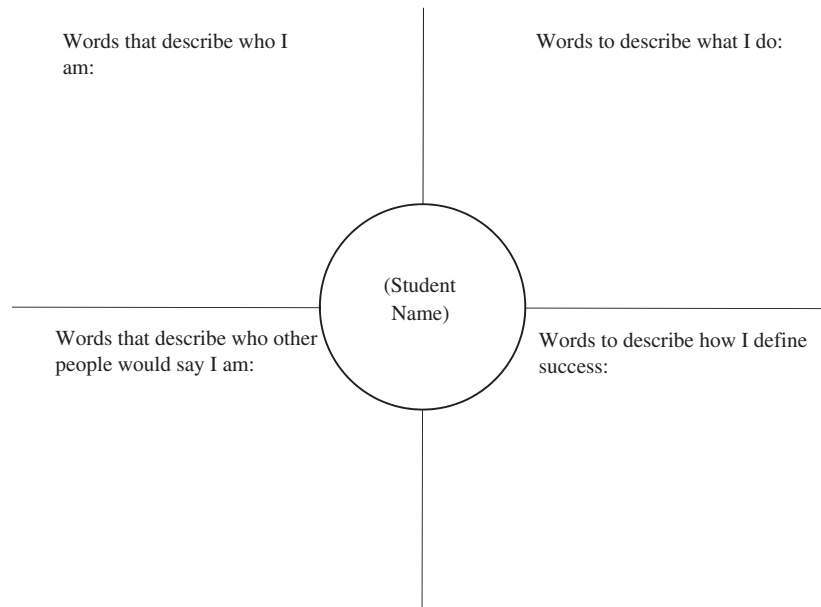 Words that describe who I
am:
Words to describe what I do:
(Student
Name)
Words that describe who other
people would say I am:
Words to describe how I define
success: